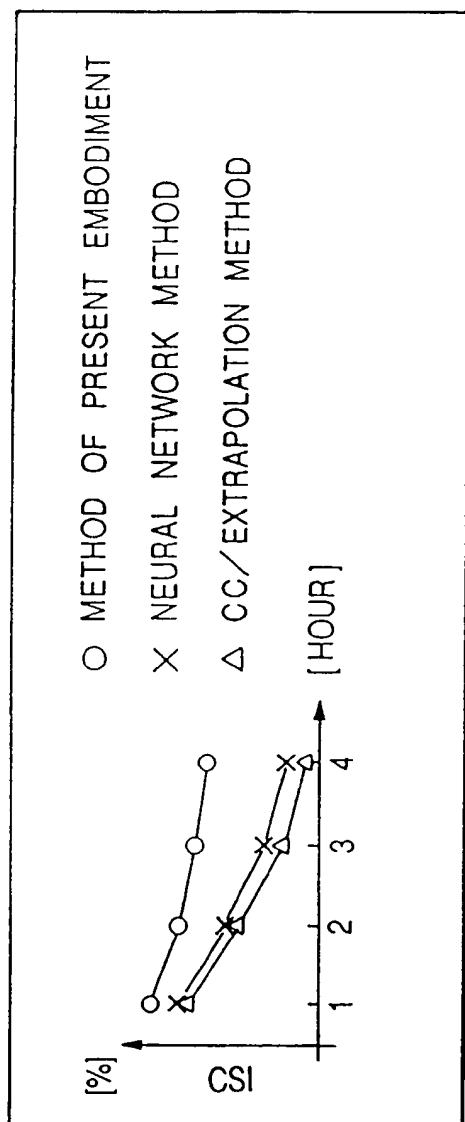 [%]
CSI
1 2 3 4
[HOUR]
○ METHOD OF PRESENT EMBODIMENT
× NEURAL NETWORK METHOD
△ CC/EXTRAPOLATION METHOD